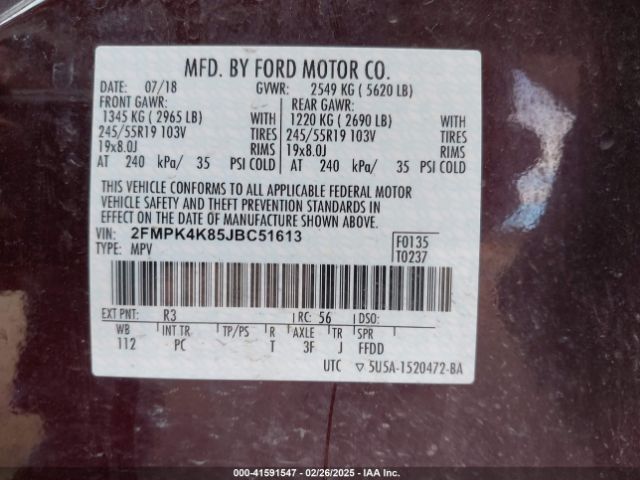 MFD. BY FORD MOTOR CO.
DATE: 07/18 GVWR: 2549 KG ( 5620 LB)
FRONT GAWR: REAR GAWR:
1345 KG ( 2965 LB) WITH 1220 KG ( 2690 LB) WITH
245/55R19 103V TIRES 245/55R19 103V TIRES
19x8.0J RIMS 19x8.0J RIMS
AT 240 kPa/ 35 PSI COLD AT 240 kPa/ 35 PSI COLD
THIS VEHICLE CONFORMS TO ALL APPLICABLE FEDERAL MOTOR
VEHICLE SAFETY AND THEFT PREVENTION STANDARDS IN
EFFECT ON THE DATE OF MANUFACTURE SHOWN ABOVE.
VIN: 2FMPK4K85JBC51613 F0135
TYPE: MPV T0237
EXT PNT: R3 RC: 56 DSO:
WB INT TR TP/PS R AXLE TR SPR
112 PC T 3F J FFDD
UTC ▽ 5U5A-1520472-BA
000-41591547 - 02/26/2025 - IAA Inc.